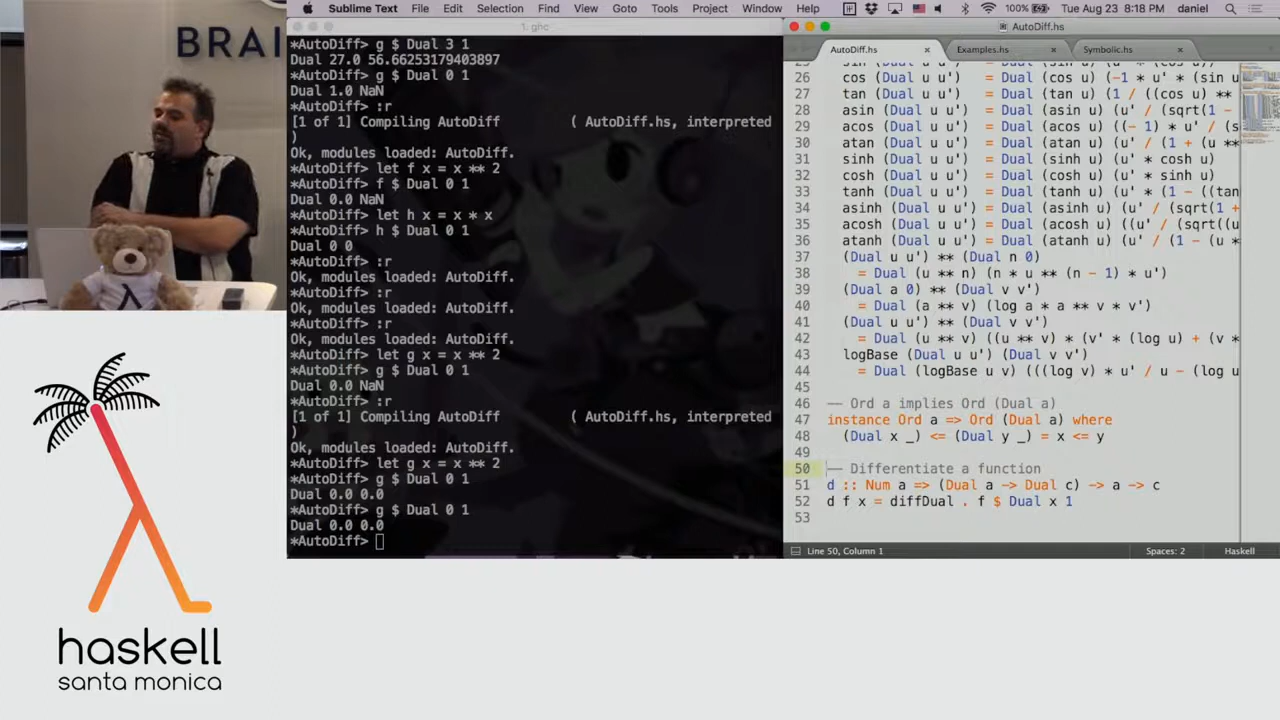 Sublime Text File Edit Selection Find View Goto Tools Project Window Help 100% Tue Aug 23 8:18 PM daniel
BRAI
1. ghc
*AutoDiff> g $ Dual 3 1
Dual 27.0 56.66253179403897
*AutoDiff> g $ Dual 0 1
Dual 1.0 NaN
*AutoDiff> :r
[1 of 1] Compiling AutoDiff ( AutoDiff.hs, interpreted
)
Ok, modules loaded: AutoDiff.
*AutoDiff> let f x = x ** 2
*AutoDiff> f $ Dual 0 1
Dual 0.0 NaN
*AutoDiff> let h x = x * x
*AutoDiff> h $ Dual 0 1
Dual 0 0
*AutoDiff> :r
Ok, modules loaded: AutoDiff.
*AutoDiff> :r
Ok, modules loaded: AutoDiff.
*AutoDiff> :r
Ok, modules loaded: AutoDiff.
*AutoDiff> let g x = x ** 2
*AutoDiff> g $ Dual 0 1
Dual 0.0 NaN
*AutoDiff> :r
[1 of 1] Compiling AutoDiff ( AutoDiff.hs, interpreted
)
Ok, modules loaded: AutoDiff.
*AutoDiff> let g x = x ** 2
*AutoDiff> g $ Dual 0 1
Dual 0.0 0.0
*AutoDiff> g $ Dual 0 1
Dual 0.0 0.0
*AutoDiff>
AutoDiff.hs
AutoDiff.hs Examples.hs Symbolic.hs
26 cos (Dual u u') = Dual (cos u) (-1 * u' * (sin u
27 tan (Dual u u') = Dual (tan u) (1 / ((cos u) **
28 asin (Dual u u') = Dual (asin u) (u' / (sqrt(1 -
29 acos (Dual u u') = Dual (acos u) ((- 1) * u' / (s
30 atan (Dual u u') = Dual (atan u) (u' / (1 + (u **
31 sinh (Dual u u') = Dual (sinh u) (u' * cosh u)
32 cosh (Dual u u') = Dual (cosh u) (u' * sinh u)
33 tanh (Dual u u') = Dual (tanh u) (u' * (1 - ((tan
34 asinh (Dual u u') = Dual (asinh u) (u' / (sqrt(1 +
35 acosh (Dual u u') = Dual (acosh u) ((u' / (sqrt((u
36 atanh (Dual u u') = Dual (atanh u) (u' / (1 - (u *
37 (Dual u u') ** (Dual n 0)
38 = Dual (u ** n) (n * u ** (n - 1) * u')
39 (Dual a 0) ** (Dual v v')
40 = Dual (a ** v) (log a * a ** v * v')
41 (Dual u u') ** (Dual v v')
42 = Dual (u ** v) ((u ** v) * (v' * (log u) + (v *
43 logBase (Dual u u') (Dual v v')
44 = Dual (logBase u v) (((log v) * u' / u - (log u
45
46 -- Ord a implies Ord (Dual a)
47 instance Ord a => Ord (Dual a) where
48 (Dual x _) <= (Dual y _) = x <= y
49
50 -- Differentiate a function
51 d :: Num a => (Dual a -> Dual c) -> a -> c
52 d f x = diffDual . f $ Dual x 1
53
Line 50, Column 1 Spaces: 2 Haskell
haskell
santa monica